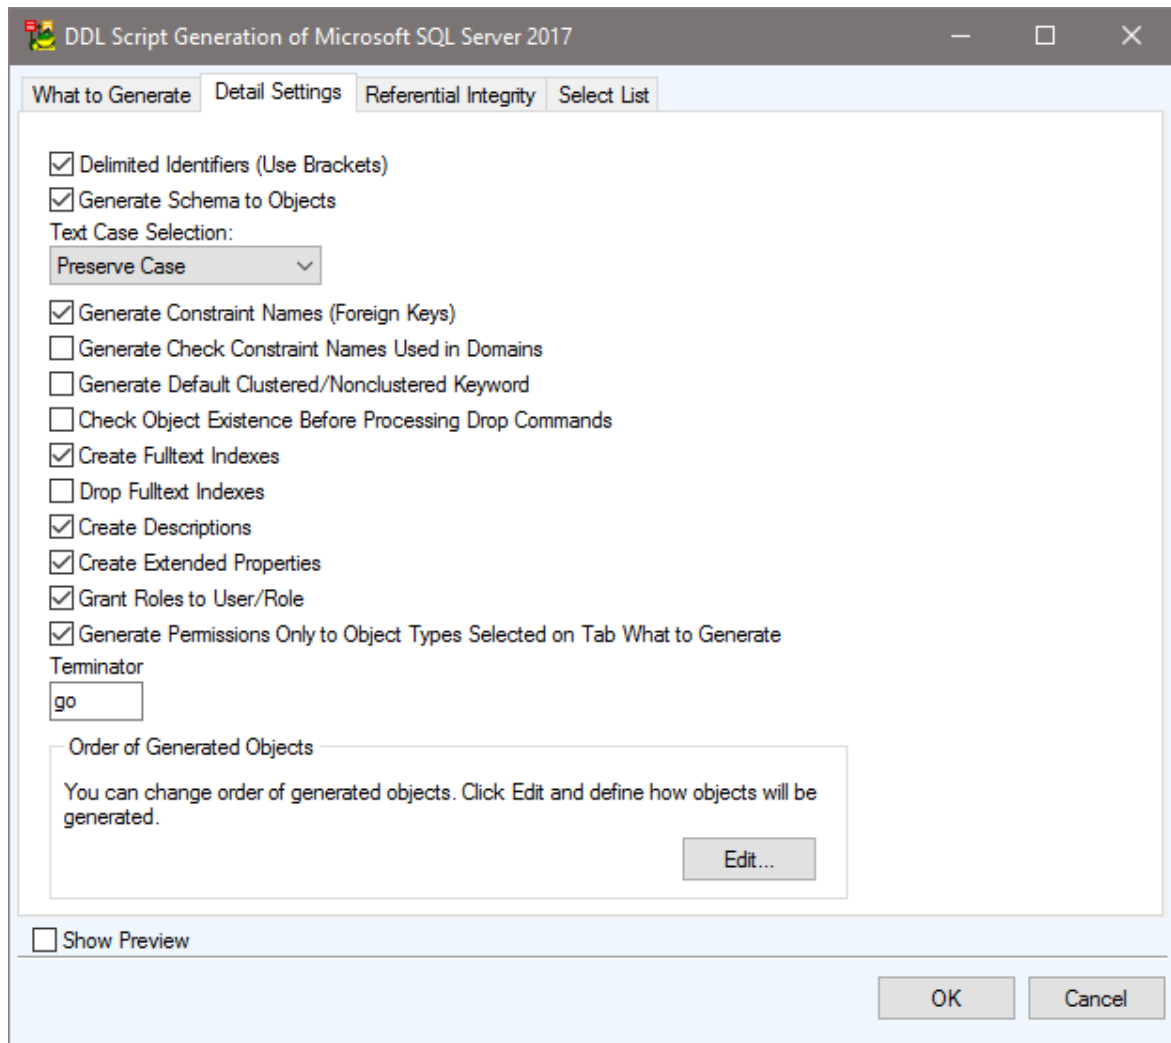 DDL Script Generation of Microsoft SQL Server 2017
What to Generate Detail Settings Referential Integrity Select List
Delimited Identifiers (Use Brackets)
Generate Schema to Objects
Text Case Selection:
Preserve Case
Generate Constraint Names (Foreign Keys)
Generate Check Constraint Names Used in Domains
Generate Default Clustered/Nonclustered Keyword
Check Object Existence Before Processing Drop Commands
Create Fulltext Indexes
Drop Fulltext Indexes
Create Descriptions
Create Extended Properties
Grant Roles to User/Role
Generate Permissions Only to Object Types Selected on Tab What to Generate
Terminator
go
Order of Generated Objects
You can change order of generated objects. Click Edit and define how objects will be
generated.
Edit...
Show Preview
OK Cancel